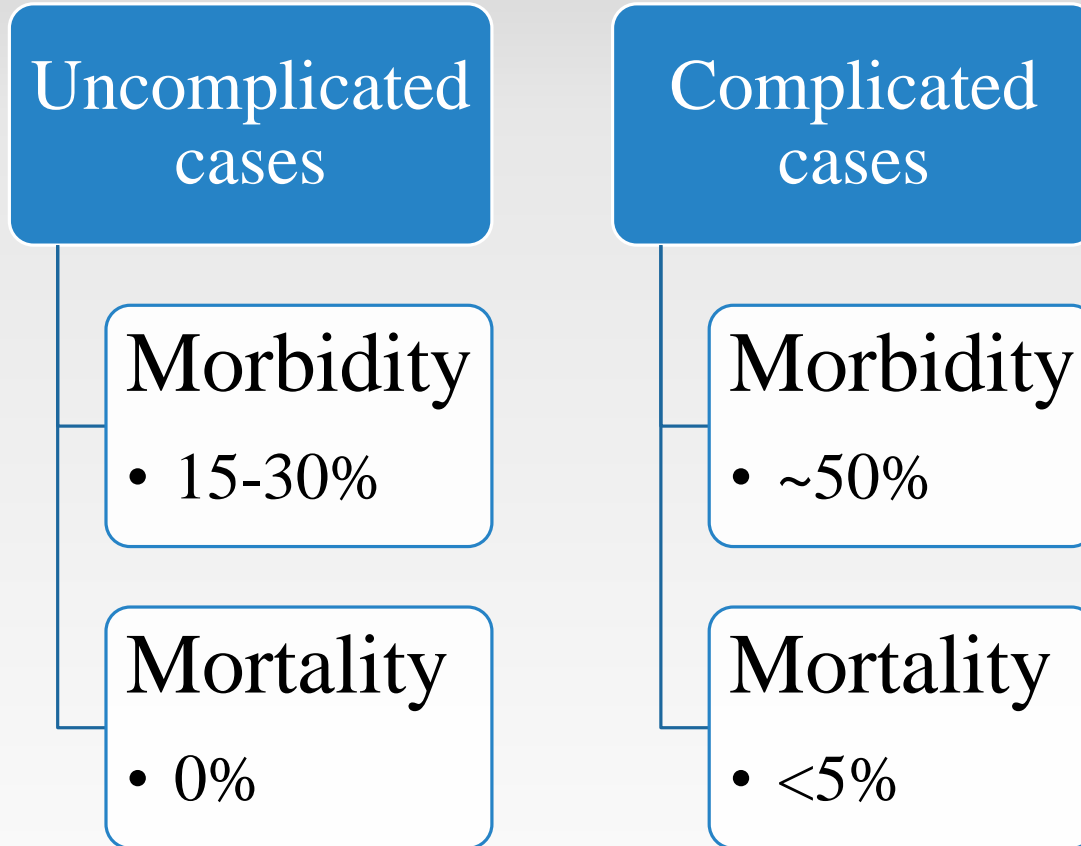 Uncomplicated
cases
Morbidity
• 15-30%
Mortality
• 0%
Complicated
cases
Morbidity
• ~50%
Mortality
• <5%